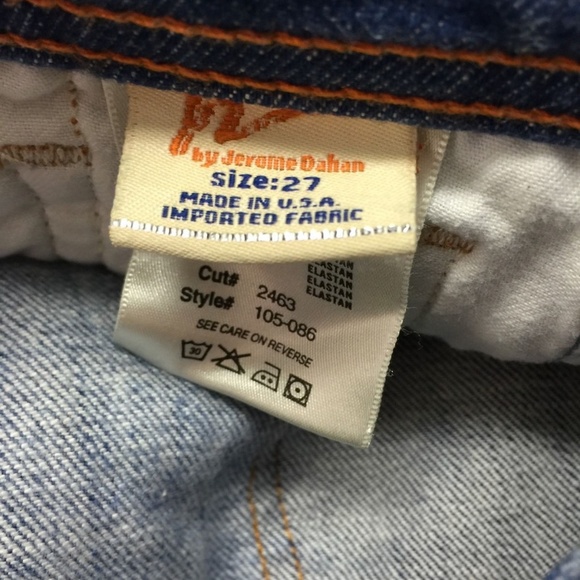 by Jerome Dahan
size:27
MADE IN U.S.A.
IMPORTED FABRIC
ELASTAN
ELASTAN
ELASTAN
ELASTAN
Cut# 2463
Style# 105-086
SEE CARE ON REVERSE
30